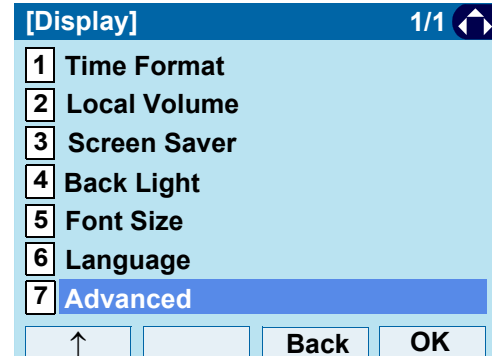 [Display] 1/1
1 Time Format
2 Local Volume
3 Screen Saver
4 Back Light
5 Font Size
6 Language
7 Advanced
↑ Back OK